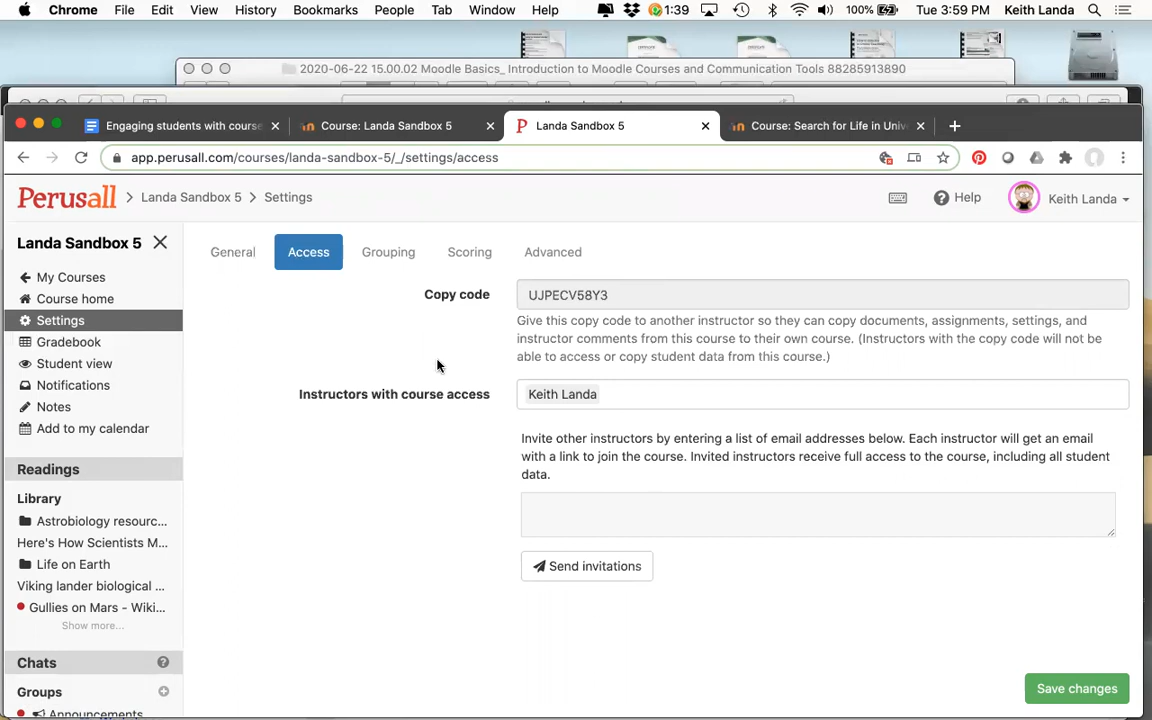 Chrome File Edit View History Bookmarks People Tab Window Help 1:39 100% Tue 3:59 PM Keith Landa
2020-06-22 15.00.02 Moodle Basics_ Introduction to Moodle Courses and Communication Tools 88285913890
Engaging students with course Course: Landa Sandbox 5 Landa Sandbox 5 Course: Search for Life in Univ
app.perusall.com/courses/landa-sandbox-5/_/settings/access
Perusall Landa Sandbox 5 Settings Help Keith Landa
Landa Sandbox 5
My Courses
Course home
Settings
Gradebook
Student view
Notifications
Notes
Add to my calendar
Readings
Library
Astrobiology resourc...
Here's How Scientists M...
Life on Earth
Viking lander biological ...
Gullies on Mars - Wiki...
Show more...
Chats
Groups
Announcements
General Access Grouping Scoring Advanced
Copy code UJPECV58Y3
Give this copy code to another instructor so they can copy documents, assignments, settings, and
instructor comments from this course to their own course. (Instructors with the copy code will not be
able to access or copy student data from this course.)
Instructors with course access Keith Landa
Invite other instructors by entering a list of email addresses below. Each instructor will get an email
with a link to join the course. Invited instructors receive full access to the course, including all student
data.
Send invitations
Save changes